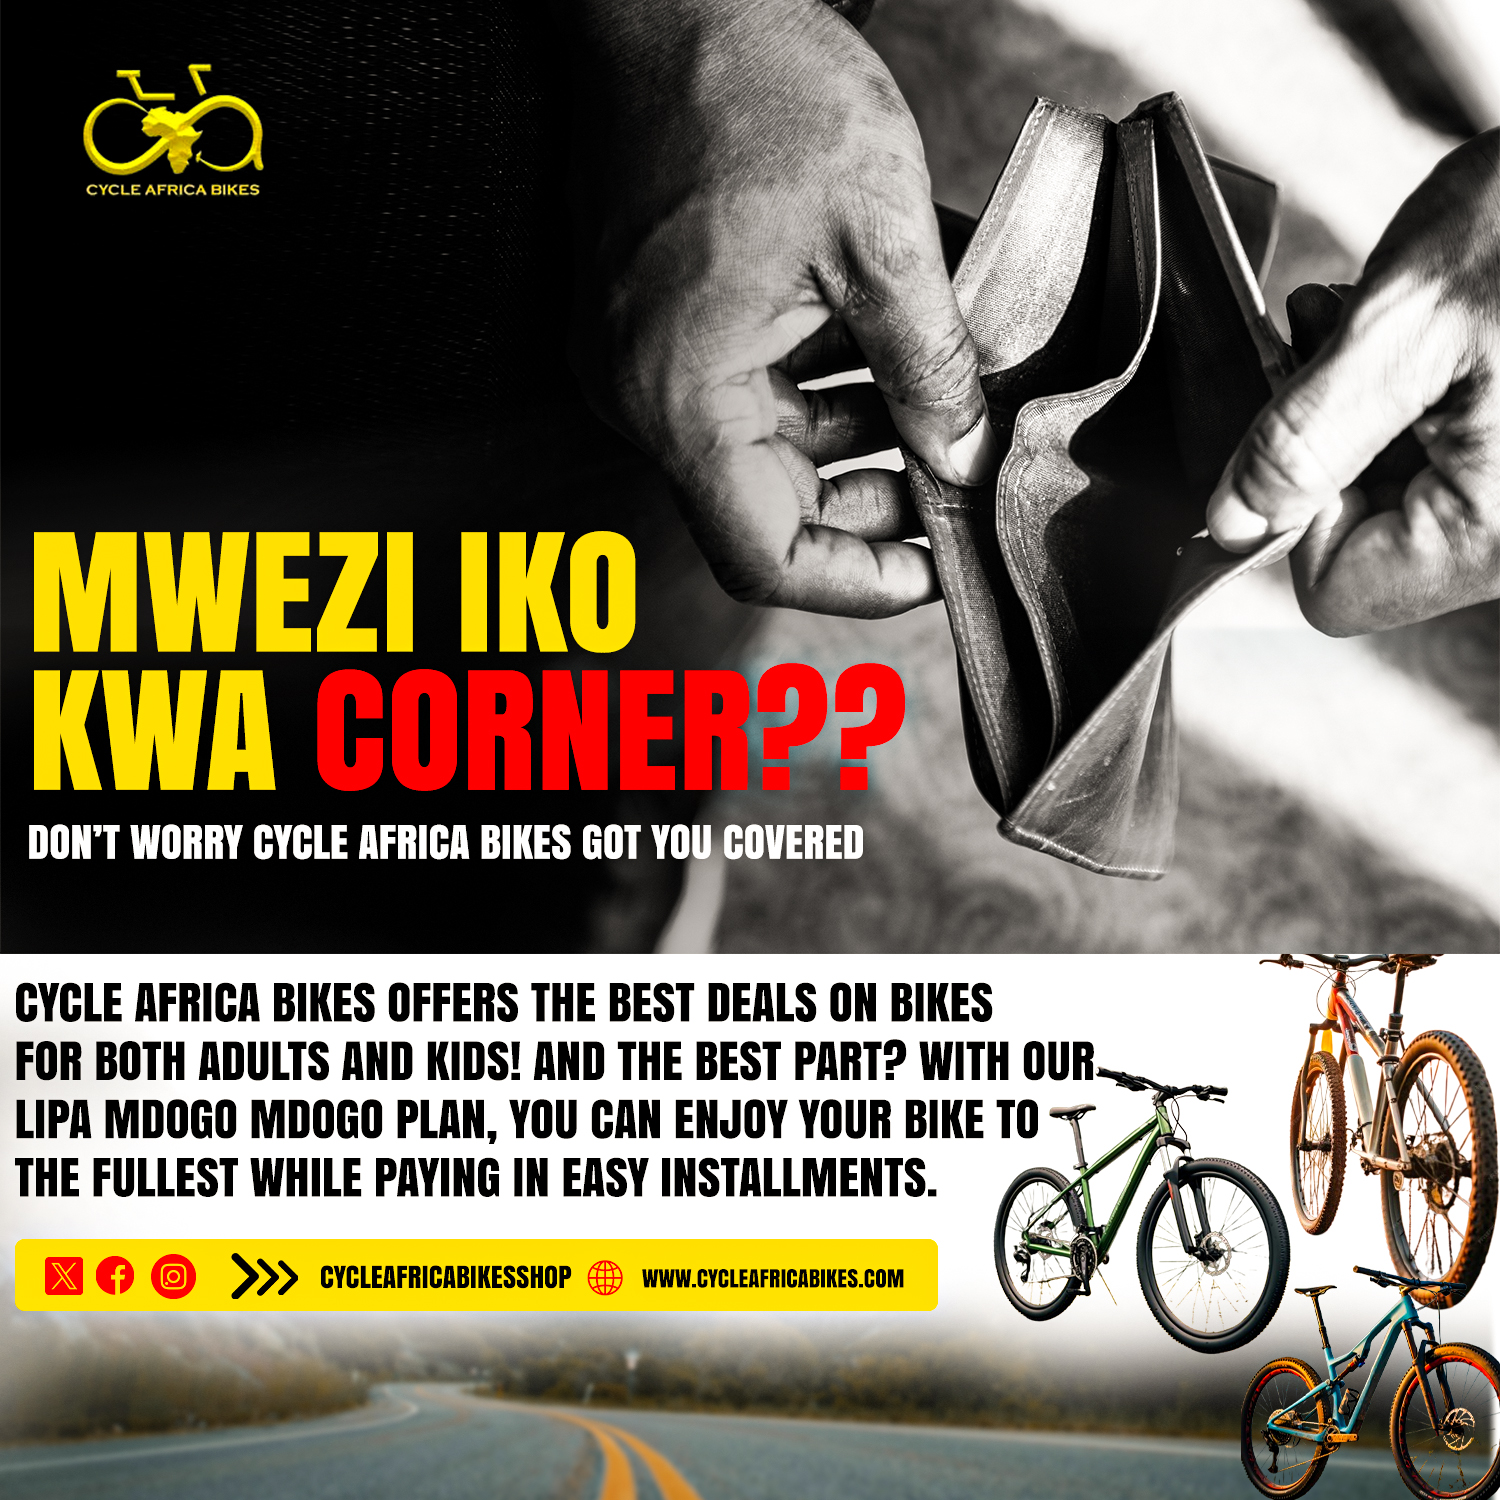 CYCLE AFRICA BIKES
MWEZI IKO
KWA CORNER??
DON'T WORRY CYCLE AFRICA BIKES GOT YOU COVERED
CYCLE AFRICA BIKES OFFERS THE BEST DEALS ON BIKES
FOR BOTH ADULTS AND KIDS! AND THE BEST PART? WITH OUR
LIPA MDOGO MDOGO PLAN, YOU CAN ENJOY YOUR BIKE TO
THE FULLEST WHILE PAYING IN EASY INSTALLMENTS.
CYCLEAFRICABIKESSHOP WWW.CYCLEAFRICABIKES.COM